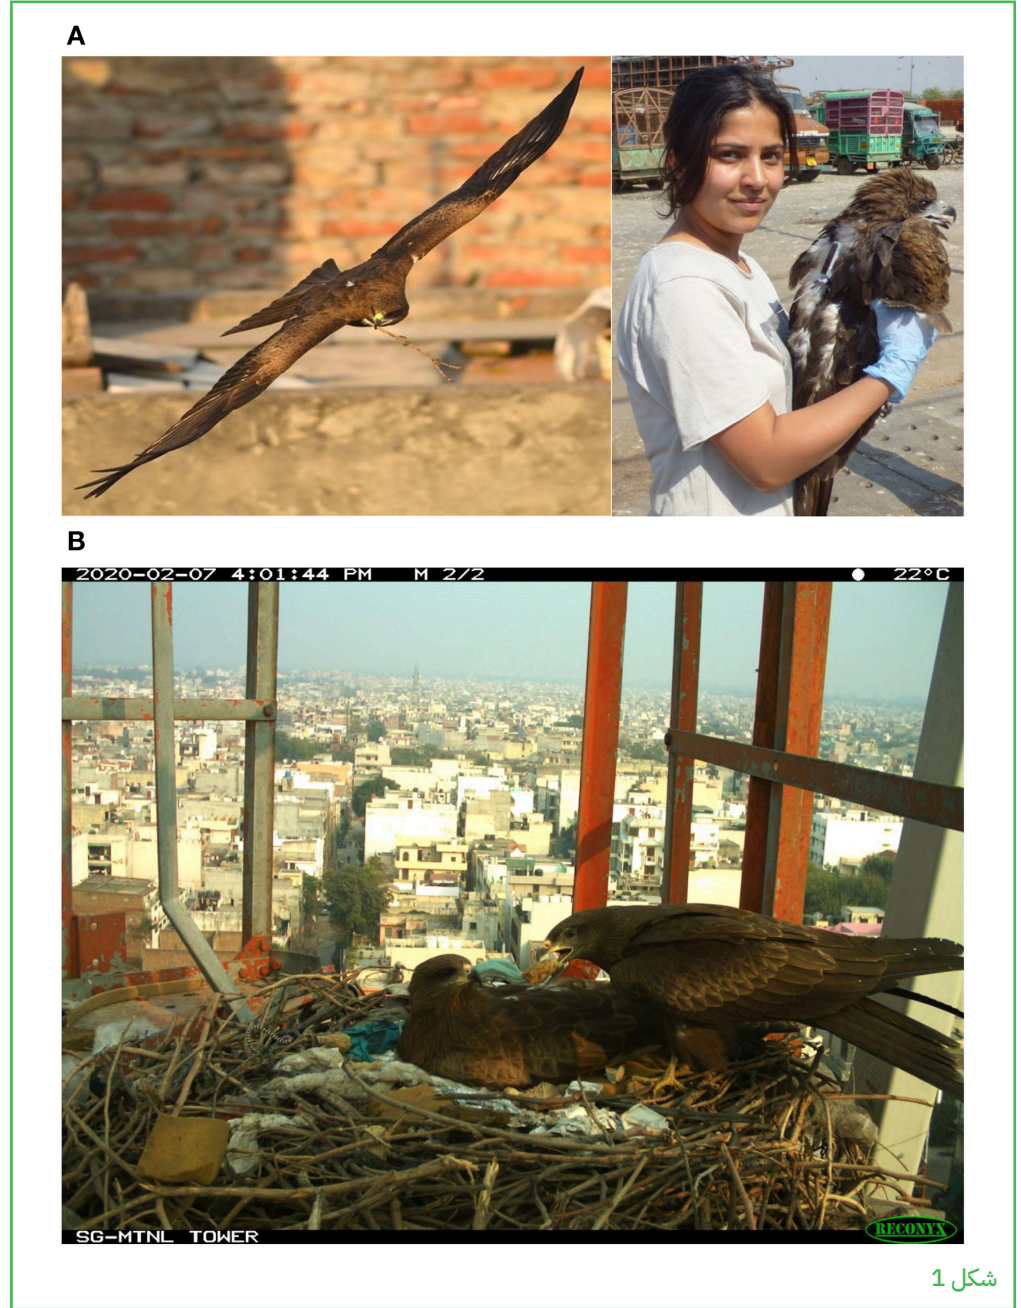 A
B
2020-02-07 4:01:44 PM M 2/2 22°C
SG-MTNL TOWER
RECONYX
شكل 1